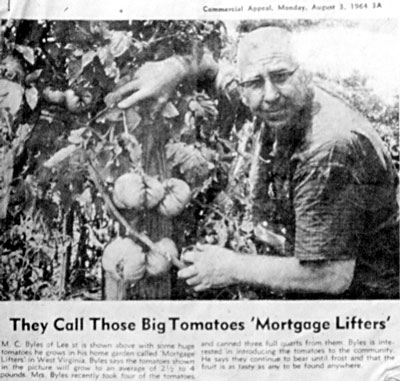 Commercial Appeal, Monday, August 3, 1964 3A
They Call Those Big Tomatoes 'Mortgage Lifters'
M. C. Byles of Lee st is shown above with some huge
tomatoes he grows in his home garden called 'Mortgage
Lifters' in West Virginia. Byles says the tomatoes shown
in the picture will grow to an average of 2½ to 4
pounds. Mrs. Byles recently took four of the tomatoes
and canned three full quarts from them. Byles is inte-
rested in introducing the tomatoes to the community.
He says they continue to bear until frost and that the
fruit is as tasty as any to be found anywhere.